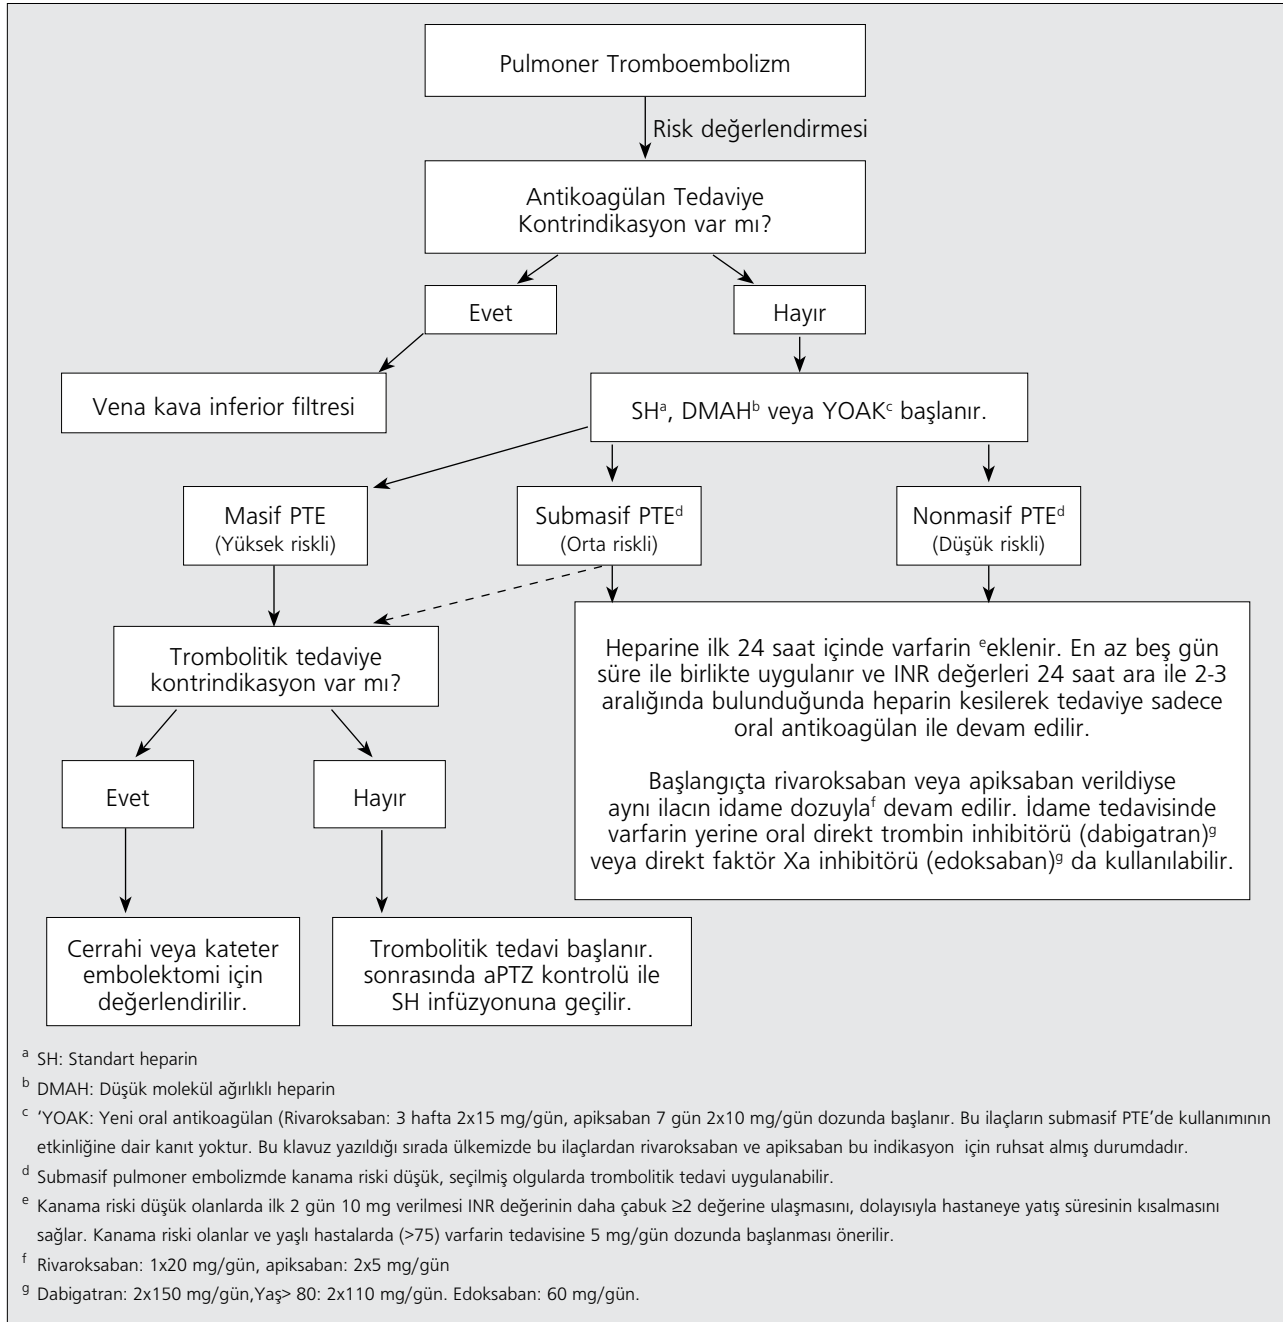 Pulmoner Tromboembolizm
Risk değerlendirmesi
Antikoagülan Tedaviye
Kontrindikasyon var mı?
Evet
Hayır
Vena kava inferior filtresi
SHᵃ, DMAHᵇ veya YOAKᶜ başlanır.
Masif PTE
(Yüksek riskli)
Submasif PTEᵈ
(Orta riskli)
Nonmasif PTEᵈ
(Düşük riskli)
Trombolitik tedaviye
kontrindikasyon var mı?
Heparine ilk 24 saat içinde varfarin ᵉeklenir. En az beş gün
süre ile birlikte uygulanır ve INR değerleri 24 saat ara ile 2-3
aralığında bulunduğunda heparin kesilerek tedaviye sadece
oral antikoagülan ile devam edilir.
Başlangıçta rivaroksaban veya apiksaban verildiyse
aynı ilacın idame dozuylaᶠ devam edilir. İdame tedavisinde
varfarin yerine oral direkt trombin inhibitörü (dabigatran)ᵍ
veya direkt faktör Xa inhibitörü (edoksaban)ᵍ da kullanılabilir.
Evet
Hayır
Cerrahi veya kateter
embolektomi için
değerlendirilir.
Trombolitik tedavi başlanır.
sonrasında aPTZ kontrolü ile
SH infüzyonuna geçilir.
ᵃ SH: Standart heparin
ᵇ DMAH: Düşük molekül ağırlıklı heparin
ᶜ ‘YOAK: Yeni oral antikoagülan (Rivaroksaban: 3 hafta 2x15 mg/gün, apiksaban 7 gün 2x10 mg/gün dozunda başlanır. Bu ilaçların submasif PTE’de kullanımının
etkinliğine dair kanıt yoktur. Bu klavuz yazıldığı sırada ülkemizde bu ilaçlardan rivaroksaban ve apiksaban bu indikasyon için ruhsat almış durumdadır.
ᵈ Submasif pulmoner embolizmde kanama riski düşük, seçilmiş olgularda trombolitik tedavi uygulanabilir.
ᵉ Kanama riski düşük olanlarda ilk 2 gün 10 mg verilmesi INR değerinin daha çabuk ≥2 değerine ulaşmasını, dolayısıyla hastaneye yatış süresinin kısalmasını
sağlar. Kanama riski olanlar ve yaşlı hastalarda (>75) varfarin tedavisine 5 mg/gün dozunda başlanması önerilir.
ᶠ Rivaroksaban: 1x20 mg/gün, apiksaban: 2x5 mg/gün
ᵍ Dabigatran: 2x150 mg/gün,Yaş> 80: 2x110 mg/gün. Edoksaban: 60 mg/gün.